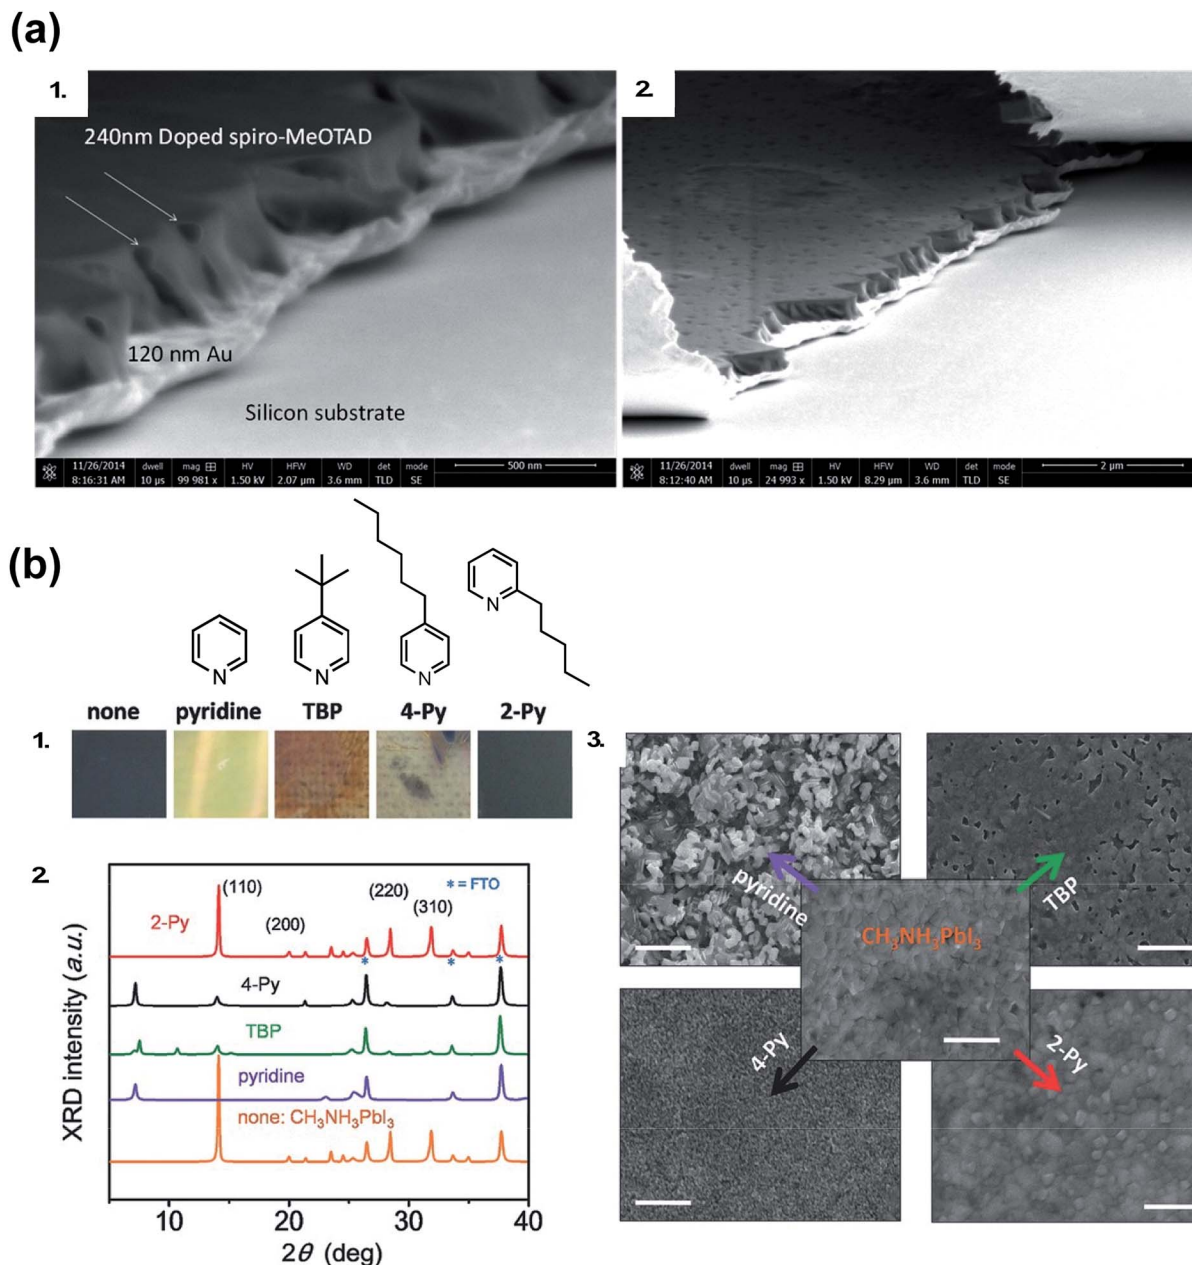 (a)
1.
240nm Doped spiro-MeOTAD
120 nm Au
Silicon substrate
11/26/2014 dwell mag HV HFW WD det mode 500 nm
8:16:31 AM 10 µs 99 981 x 1.50 kV 2.07 µm 3.6 mm TLD SE
2.
11/26/2014 dwell mag HV HFW WD det mode 2 µm
8:12:40 AM 10 µs 24 993 x 1.50 kV 8.29 µm 3.6 mm TLD SE
(b)
N
N
N
N
none pyridine TBP 4-Py 2-Py
1.
2.
(110)
(200)
(220)
(310)
* = FTO
2-Py
* * *
4-Py
TBP
pyridine
none: CH₃NH₃PbI₃
XRD intensity (a.u.)
10 20 30 40
2θ (deg)
3.
pyridine
TBP
CH₃NH₃PbI₃
4-Py
2-Py